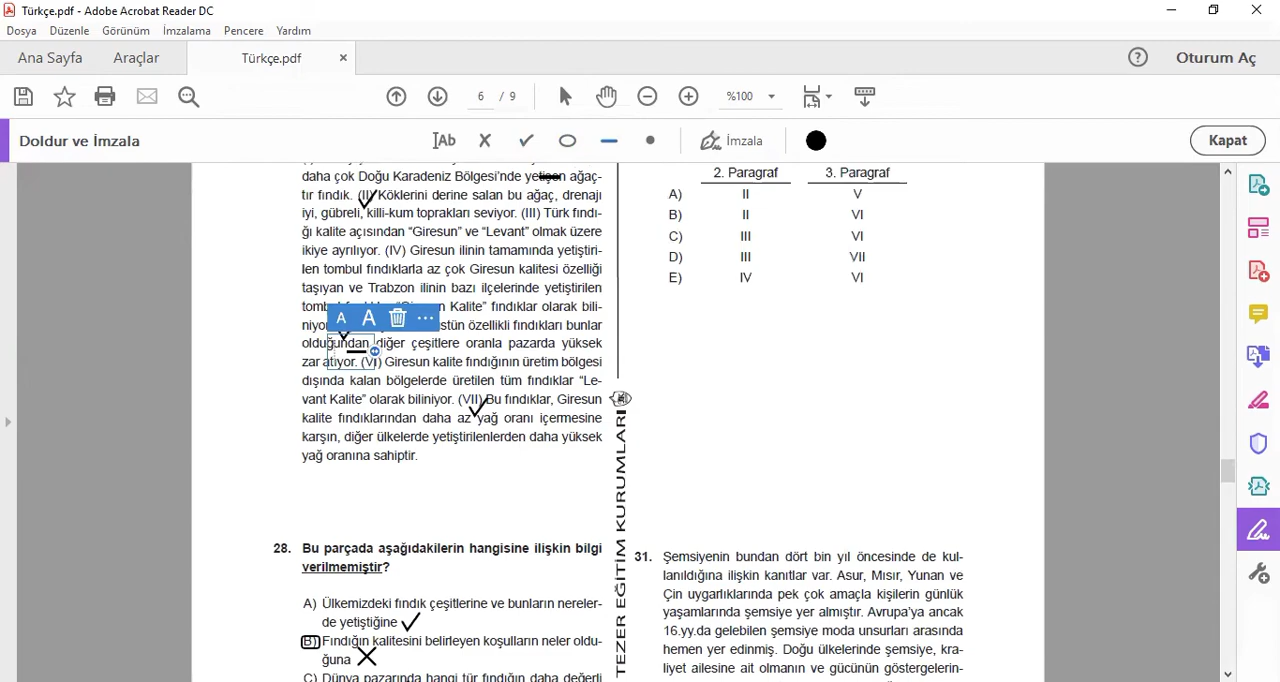 Türkçe.pdf - Adobe Acrobat Reader DC
Dosya Düzenle Görünüm İmzalama Pencere Yardım
Ana Sayfa Araçlar Türkçe.pdf Oturum Aç
6 / 9 %100
Doldur ve İmzala Ab İmzala Kapat
daha çok Doğu Karadeniz Bölgesi'nde yetişen ağaç-
tır fındık. (II) Köklerini derine salan bu ağaç, drenajı
iyi, gübreli, killi-kum toprakları seviyor. (III) Türk fındı-
ğı kalite açısından “Giresun” ve “Levant” olmak üzere
ikiye ayrılıyor. (IV) Giresun ilinin tamamında yetiştiri-
len tombul fındıklarla az çok Giresun kalitesi özelliği
taşıyan ve Trabzon ilinin bazı ilçelerinde yetiştirilen
Kalite” fındıklar olarak bili-
özellikli fındıkları bunlar
olduğundan diğer çeşitlere oranla pazarda yüksek
zar atıyor. (VI) Giresun kalite fındığının üretim bölgesi
dışında kalan bölgelerde üretilen tüm fındıklar “Le-
vant Kalite” olarak biliniyor. (VII) Bu fındıklar, Giresun
kalite fındıklarından daha az yağ oranı içermesine
karşın, diğer ülkelerde yetiştirilenlerden daha yüksek
yağ oranına sahiptir.
A A
28. Bu parçada aşağıdakilerin hangisine ilişkin bilgi
verilmemiştir?
A) Ülkemizdeki fındık çeşitlerine ve bunların nereler-
de yetiştiğine
B) Fındığın kalitesini belirleyen koşulların neler oldu-
ğuna
C) Dünya pazarında hangi tür fındığın daha değerli
TEZER EĞİTİM KURUMLARI
2. Paragraf 3. Paragraf
A) II V
B) II VI
C) III VI
D) III VII
E) IV VI
31. Şemsiyenin bundan dört bin yıl öncesinde de kul-
lanıldığına ilişkin kanıtlar var. Asur, Mısır, Yunan ve
Çin uygarlıklarında pek çok amaçla kişilerin günlük
yaşamlarında şemsiye yer almıştır. Avrupa'ya ancak
16.yy.da gelebilen şemsiye moda unsurları arasında
hemen yer edinmiş. Doğu ülkelerinde şemsiye, kra-
liyet ailesine ait olmanın ve gücünün göstergelerin-